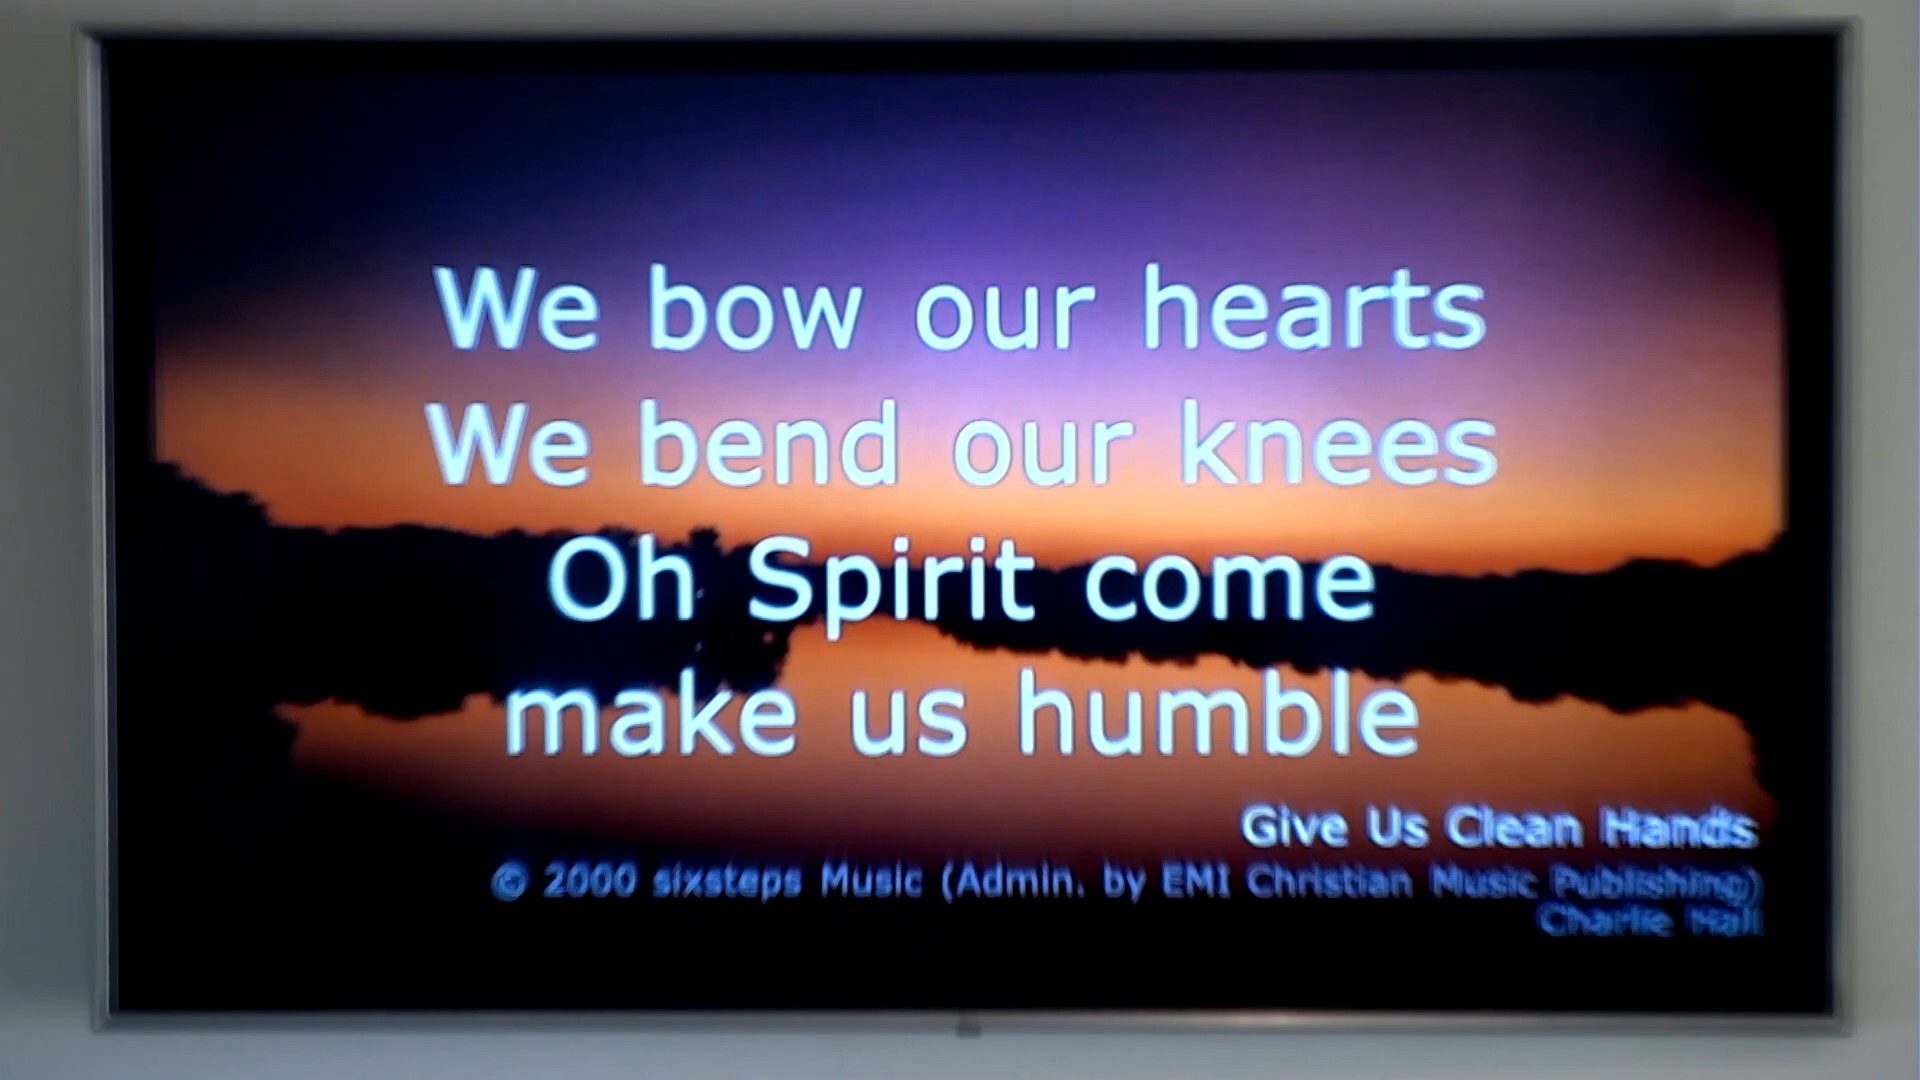 We bow our hearts
We bend our knees
Oh Spirit come
make us humble
Give Us Clean Hands
© 2000 sixsteps Music (Admin. by EMI Christian Music Publishing)
Charlie Hall